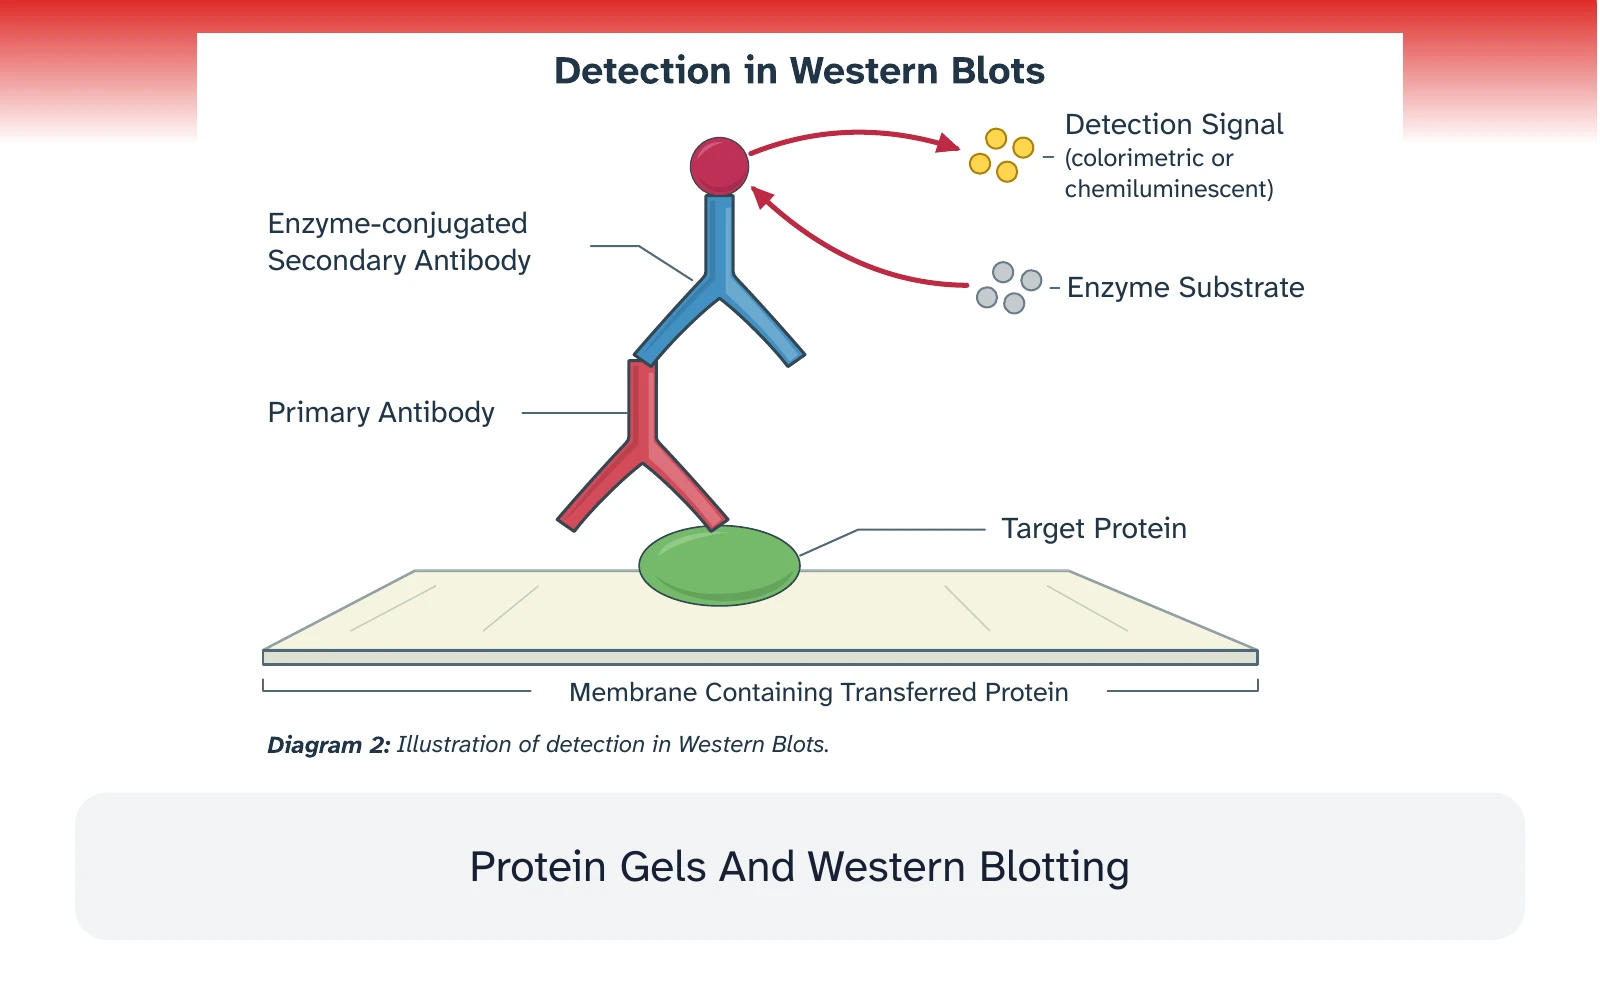 Detection in Western Blots
Detection Signal
(colorimetric or
chemiluminescent)
Enzyme-conjugated
Secondary Antibody
Enzyme Substrate
Primary Antibody
Target Protein
Membrane Containing Transferred Protein
Diagram 2: Illustration of detection in Western Blots.
Protein Gels And Western Blotting